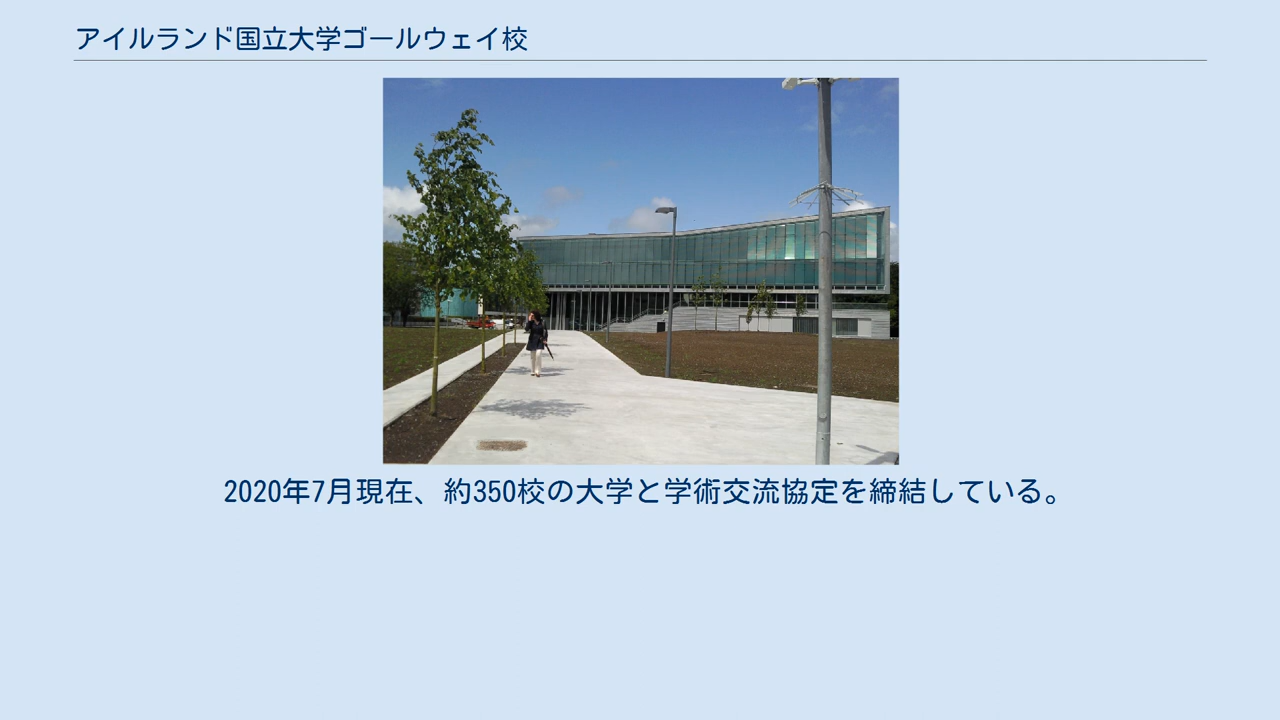 アイルランド国立大学ゴールウェイ校
2020年7月現在、約350校の大学と学術交流協定を締結している。